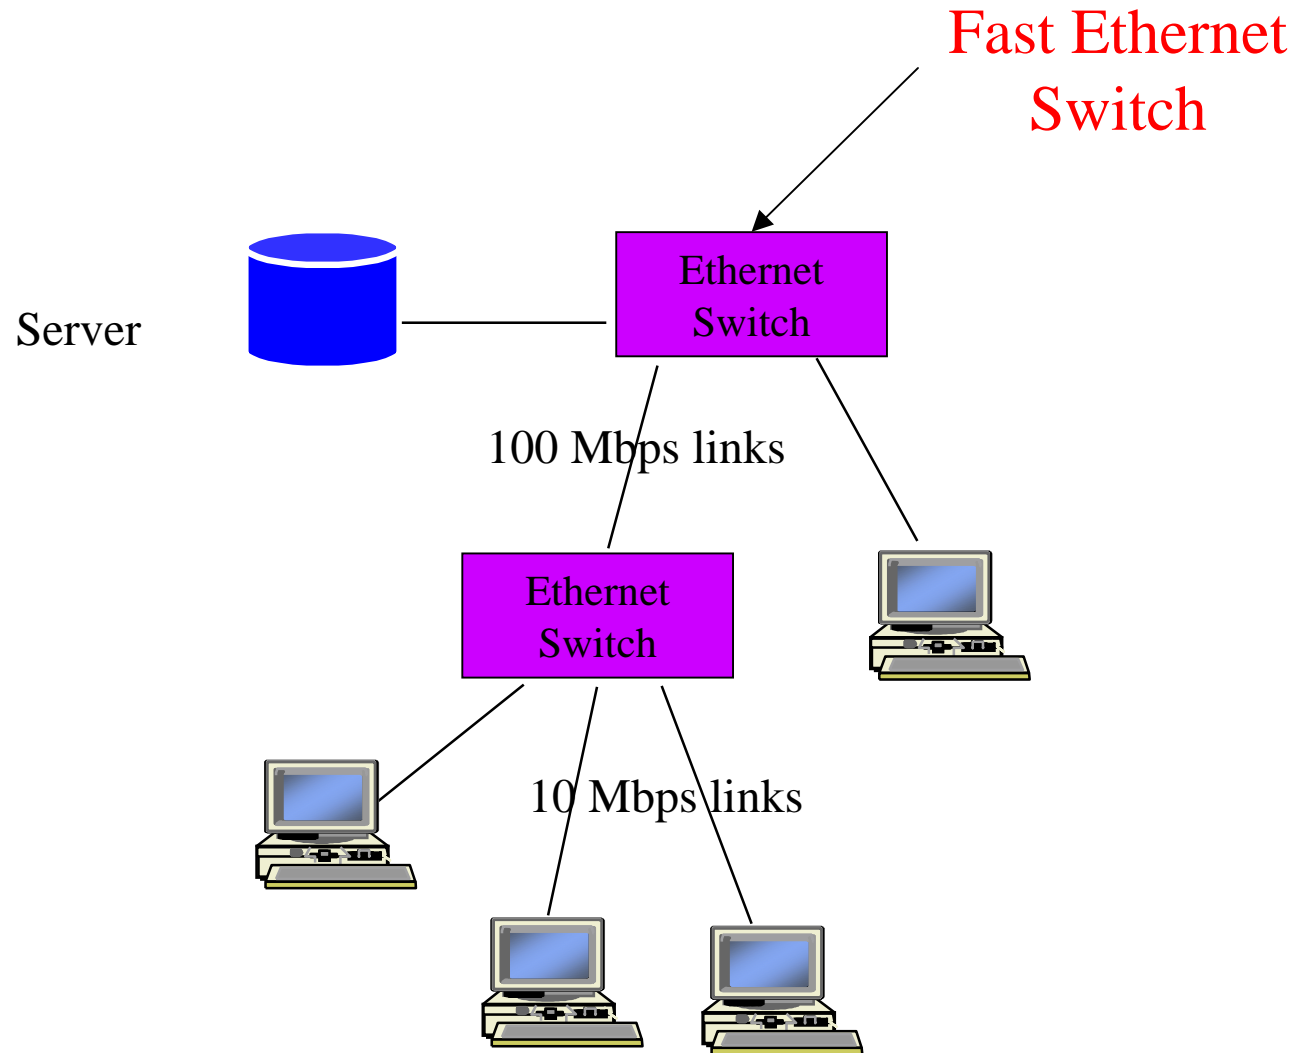 Fast Ethernet
Switch
Ethernet
Switch
Server
100 Mbps links
Ethernet
Switch
10 Mbps links